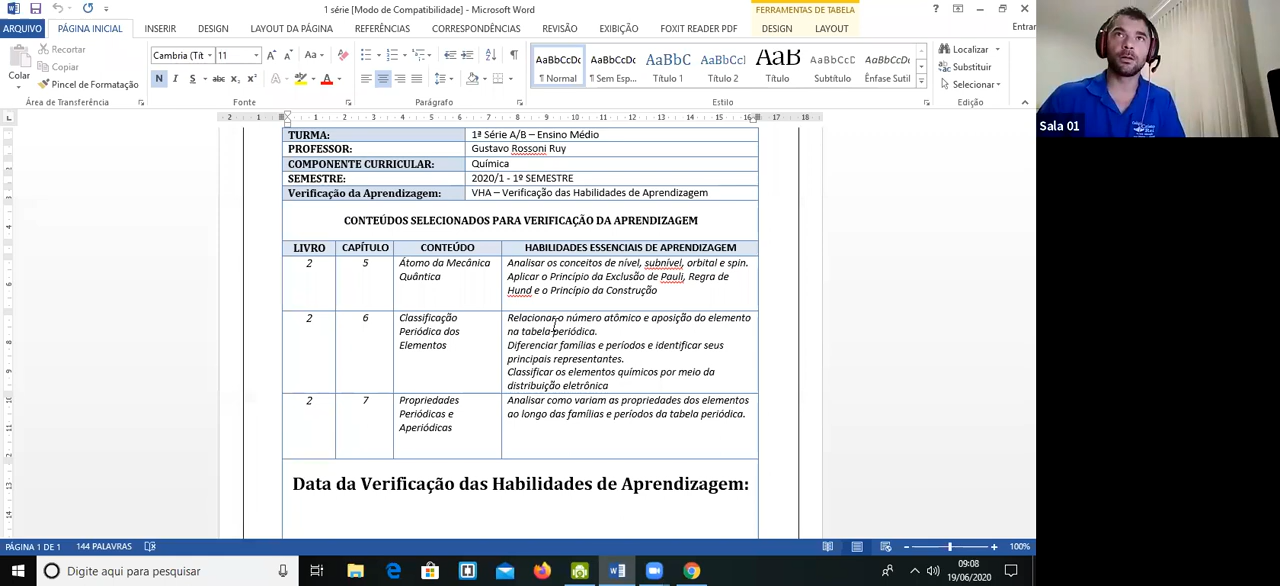 1 série [Modo de Compatibilidade] - Microsoft Word
FERRAMENTAS DE TABELA
ARQUIVO PÁGINA INICIAL INSERIR DESIGN LAYOUT DA PÁGINA REFERÊNCIAS CORRESPONDÊNCIAS REVISÃO EXIBIÇÃO FOXIT READER PDF DESIGN LAYOUT Entrar
Recortar
Copiar
Pincel de Formatação
Colar
Área de Transferência
Cambria (Tít 11
Fonte
Parágrafo
AaBbCcDc AaBbCcDc AaBbC AaBbCcI AaB AaBbCcD AaBbCcDc
¶ Normal ¶ Sem Esp... Título 1 Título 2 Título Subtítulo Ênfase Sutil
Estilo
Localizar
Substituir
Selecionar
Edição
Sala 01
TURMA: 1ª Série A/B – Ensino Médio
PROFESSOR: Gustavo Rossoni Ruy
COMPONENTE CURRICULAR: Química
SEMESTRE: 2020/1 - 1º SEMESTRE
Verificação da Aprendizagem: VHA – Verificação das Habilidades de Aprendizagem
CONTEÚDOS SELECIONADOS PARA VERIFICAÇÃO DA APRENDIZAGEM
LIVRO CAPÍTULO CONTEÚDO HABILIDADES ESSENCIAIS DE APRENDIZAGEM
2 5 Átomo da Mecânica Analisar os conceitos de nível, subnível, orbital e spin.
Quântica Aplicar o Princípio da Exclusão de Pauli, Regra de
Hund e o Princípio da Construção
2 6 Classificação Relacionar o número atômico e aposição do elemento
Periódica dos na tabela periódica.
Elementos Diferenciar famílias e períodos e identificar seus
principais representantes.
Classificar os elementos químicos por meio da
distribuição eletrônica
2 7 Propriedades Analisar como variam as propriedades dos elementos
Periódicas e ao longo das famílias e períodos da tabela periódica.
Aperiódicas
Data da Verificação das Habilidades de Aprendizagem:
PÁGINA 1 DE 1 144 PALAVRAS 100%
Digite aqui para pesquisar
09:08
19/06/2020